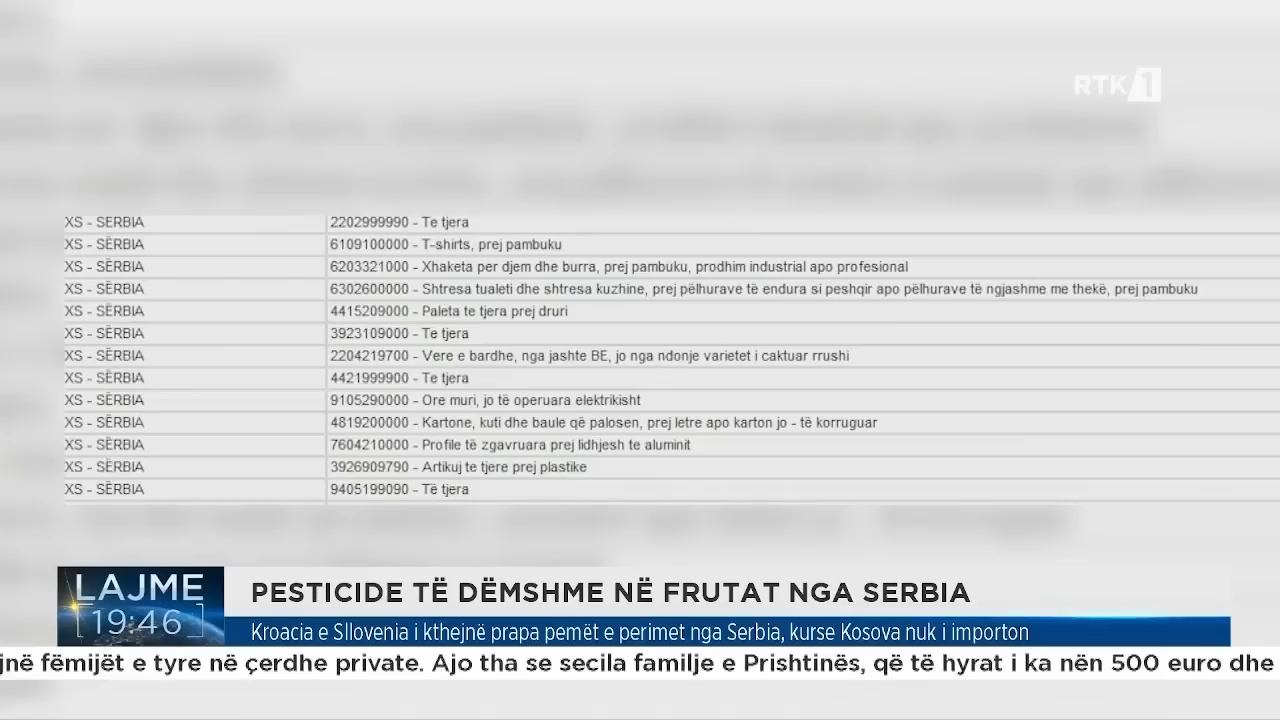 RTK 1
XS - SËRBIA 2202999990 - Te tjera
XS - SËRBIA 6109100000 - T-shirts, prej pambuku
XS - SËRBIA 6203321000 - Xhaketa per djem dhe burra, prej pambuku, prodhim industrial apo profesional
XS - SËRBIA 6302600000 - Shtresa tualeti dhe shtresa kuzhine, prej pëlhurave të endura si peshqir apo pëlhurave të ngjashme me thekë, prej pambuku
XS - SËRBIA 4415209000 - Paleta te tjera prej druri
XS - SËRBIA 3923109000 - Te tjera
XS - SËRBIA 2204219700 - Vere e bardhe, nga jashte BE, jo nga ndonje varietet i caktuar rrushi
XS - SËRBIA 4421999900 - Te tjera
XS - SËRBIA 9105290000 - Ore muri, jo të operuara elektrikisht
XS - SËRBIA 4819200000 - Kartone, kuti dhe baule që palosen, prej letre apo karton jo - të korruguar
XS - SËRBIA 7604210000 - Profile të zgavruara prej lidhjesh te aluminit
XS - SËRBIA 3926909790 - Artikuj te tjere prej plastike
XS - SËRBIA 9405199090 - Të tjera
LAJME
19:46
PESTICIDE TË DËMSHME NË FRUTAT NGA SERBIA
Kroacia e Sllovenia i kthejnë prapa pemët e perimet nga Serbia, kurse Kosova nuk i importon
jnë fëmijët e tyre në çerdhe private. Ajo tha se secila familje e Prishtinës, që të hyrat i ka nën 500 euro dhe